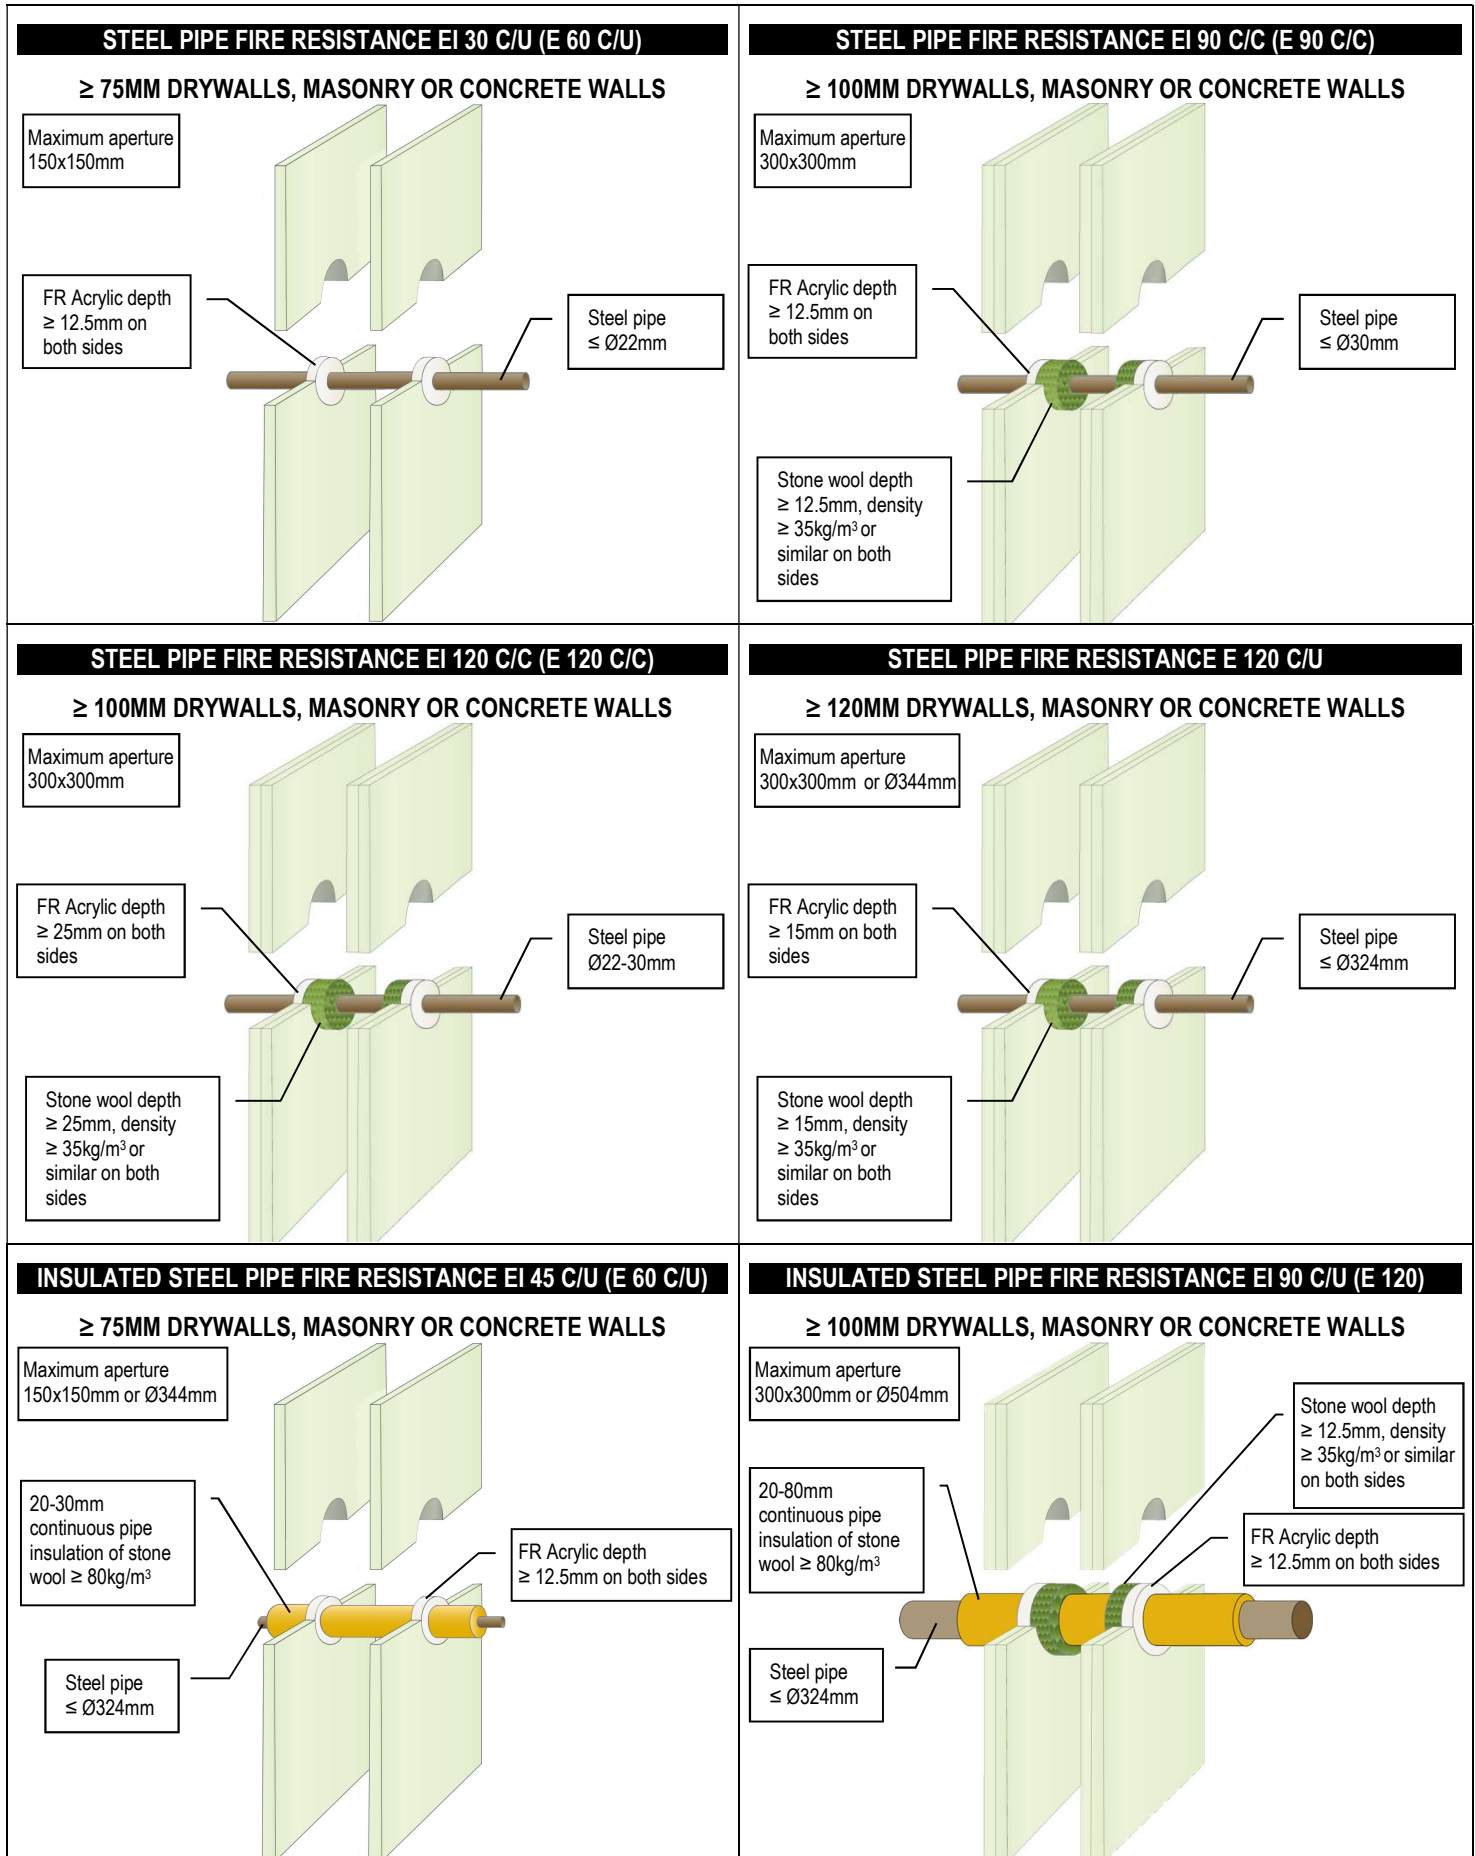 STEEL PIPE FIRE RESISTANCE EI 30 C/U (E 60 C/U)
≥ 75MM DRYWALLS, MASONRY OR CONCRETE WALLS
Maximum aperture
150x150mm
FR Acrylic depth
≥ 12.5mm on
both sides
Steel pipe
≤ Ø22mm
STEEL PIPE FIRE RESISTANCE EI 90 C/C (E 90 C/C)
≥ 100MM DRYWALLS, MASONRY OR CONCRETE WALLS
Maximum aperture
300x300mm
FR Acrylic depth
≥ 12.5mm on
both sides
Steel pipe
≤ Ø30mm
Stone wool depth
≥ 12.5mm, density
≥ 35kg/m³ or
similar on both
sides
STEEL PIPE FIRE RESISTANCE EI 120 C/C (E 120 C/C)
≥ 100MM DRYWALLS, MASONRY OR CONCRETE WALLS
Maximum aperture
300x300mm
FR Acrylic depth
≥ 25mm on both
sides
Steel pipe
Ø22-30mm
Stone wool depth
≥ 25mm, density
≥ 35kg/m³ or
similar on both
sides
STEEL PIPE FIRE RESISTANCE E 120 C/U
≥ 120MM DRYWALLS, MASONRY OR CONCRETE WALLS
Maximum aperture
300x300mm or Ø344mm
FR Acrylic depth
≥ 15mm on both
sides
Steel pipe
≤ Ø324mm
Stone wool depth
≥ 15mm, density
≥ 35kg/m³ or
similar on both
sides
INSULATED STEEL PIPE FIRE RESISTANCE EI 45 C/U (E 60 C/U)
≥ 75MM DRYWALLS, MASONRY OR CONCRETE WALLS
Maximum aperture
150x150mm or Ø344mm
20-30mm
continuous pipe
insulation of stone
wool ≥ 80kg/m³
FR Acrylic depth
≥ 12.5mm on both sides
Steel pipe
≤ Ø324mm
INSULATED STEEL PIPE FIRE RESISTANCE EI 90 C/U (E 120)
≥ 100MM DRYWALLS, MASONRY OR CONCRETE WALLS
Maximum aperture
300x300mm or Ø504mm
Stone wool depth
≥ 12.5mm, density
≥ 35kg/m³ or similar
on both sides
20-80mm
continuous pipe
insulation of stone
wool ≥ 80kg/m³
FR Acrylic depth
≥ 12.5mm on both sides
Steel pipe
≤ Ø324mm